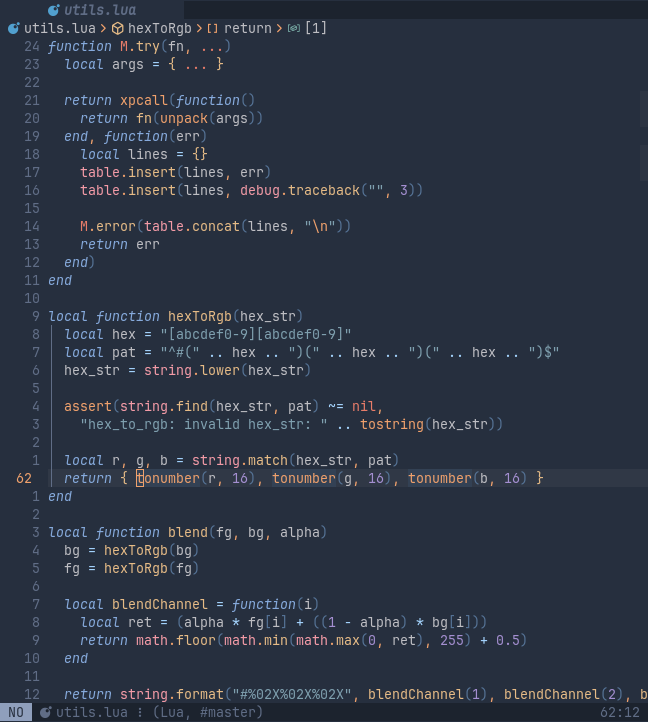 utils.lua
utils.lua > hexToRgb > [] return > [1]
24 function M.try(fn, ...)
23   local args = { ... }
22
21   return xpcall(function()
20     return fn(unpack(args))
19   end, function(err)
18     local lines = {}
17     table.insert(lines, err)
16     table.insert(lines, debug.traceback("", 3))
15
14     M.error(table.concat(lines, "\n"))
13     return err
12   end)
11 end
10
9 local function hexToRgb(hex_str)
8   local hex = "[abcdef0-9][abcdef0-9]"
7   local pat = "^#(" .. hex .. ")(" .. hex .. ")(" .. hex .. ")$"
6   hex_str = string.lower(hex_str)
5
4   assert(string.find(hex_str, pat) ~= nil,
3     "hex_to_rgb: invalid hex_str: " .. tostring(hex_str))
2
1   local r, g, b = string.match(hex_str, pat)
62   return { tonumber(r, 16), tonumber(g, 16), tonumber(b, 16) }
1 end
2
3 local function blend(fg, bg, alpha)
4   bg = hexToRgb(bg)
5   fg = hexToRgb(fg)
6
7   local blendChannel = function(i)
8     local ret = (alpha * fg[i] + ((1 - alpha) * bg[i]))
9     return math.floor(math.min(math.max(0, ret), 255) + 0.5)
10   end
11
12   return string.format("#%02X%02X%02X", blendChannel(1), blendChannel(2), b
NO utils.lua ⋮ (Lua, #master) 62:12